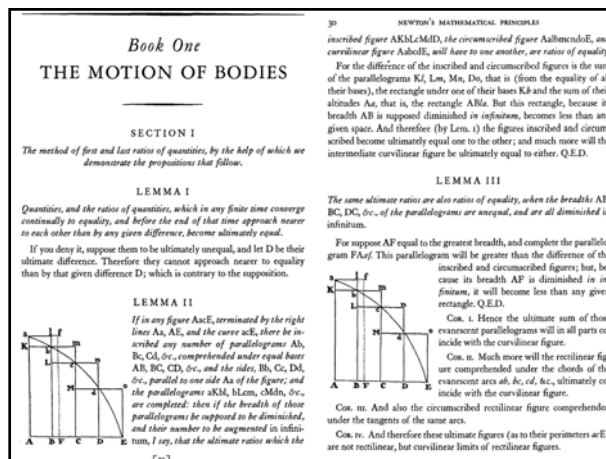 Book One
THE MOTION OF BODIES
SECTION I
The method of first and last ratios of quantities, by the help of which we
demonstrate the propositions that follow.
LEMMA I
Quantities, and the ratios of quantities, which in any finite time converge
continually to equality, and before the end of that time approach nearer
to each other than by any given difference, become ultimately equal.
If you deny it, suppose them to be ultimately unequal, and let D be their
ultimate difference. Therefore they cannot approach nearer to equality
than by that given difference D; which is contrary to the supposition.
LEMMA II
If in any figure AacE, terminated by the right
lines Aa, AE, and the curve acE, there be in-
scribed any number of parallelograms Ab,
Bc, Cd, &c., comprehended under equal bases
AB, BC, CD, &c., and the sides, Bb, Cc, Dd,
&c., parallel to one side Aa of the figure; and
the parallelograms aKbl, bLcm, cMdn, &c.,
are completed: then if the breadth of those
parallelograms be supposed to be diminished,
and their number to be augmented in infini-
tum, I say, that the ultimate ratios which the
a l f
K b m
L c n
M d o
A B F C D E
30 NEWTON'S MATHEMATICAL PRINCIPLES
inscribed figure AKbLcMdD, the circumscribed figure AalbmcndoE, and
curvilinear figure AabcdE, will have to one another, are ratios of equality
For the difference of the inscribed and circumscribed figures is the sum
of the parallelograms Kl, Lm, Mn, Do, that is (from the equality of all
their bases), the rectangle under one of their bases Kb and the sum of their
altitudes Aa, that is, the rectangle ABla. But this rectangle, because its
breadth AB is supposed diminished in infinitum, becomes less than any
given space. And therefore (by Lem. 1) the figures inscribed and circum-
scribed become ultimately equal one to the other; and much more will the
intermediate curvilinear figure be ultimately equal to either. Q.E.D.
LEMMA III
The same ultimate ratios are also ratios of equality, when the breadths AB
BC, DC, &c., of the parallelograms are unequal, and are all diminished in
infinitum.
For suppose AF equal to the greatest breadth, and complete the parallelo-
gram FAaf. This parallelogram will be greater than the difference of the
inscribed and circumscribed figures; but, be-
cause its breadth AF is diminished in in-
finitum, it will become less than any given
rectangle. Q.E.D.
COR. I. Hence the ultimate sum of those
evanescent parallelograms will in all parts co-
incide with the curvilinear figure.
COR. II. Much more will the rectilinear fig-
ure comprehended under the chords of the
evanescent arcs ab, bc, cd, &c., ultimately co-
incide with the curvilinear figure.
a l f
K b m
L c n
M d o
A B F C D E
COR. III. And also the circumscribed rectilinear figure comprehended
under the tangents of the same arcs.
COR. IV. And therefore these ultimate figures (as to their perimeters acE)
are not rectilinear, but curvilinear limits of rectilinear figures.